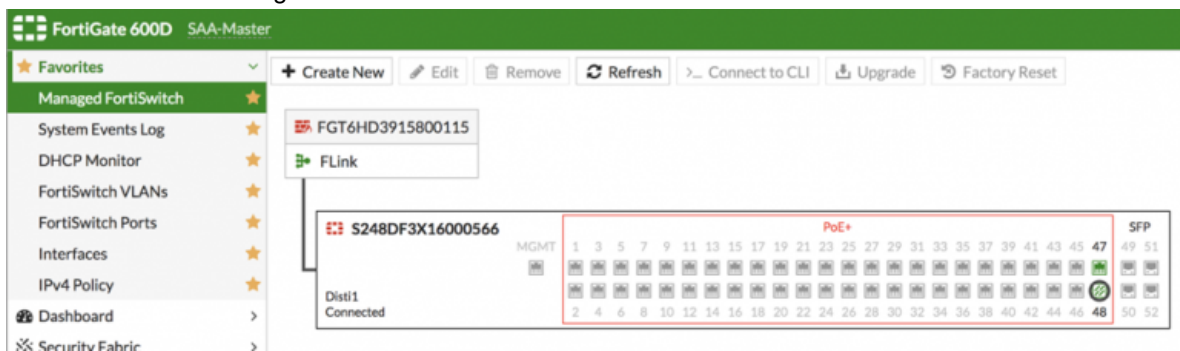 FortiGate 600D SAA-Master
Favorites
Managed FortiSwitch
System Events Log
DHCP Monitor
FortiSwitch VLANs
FortiSwitch Ports
Interfaces
IPv4 Policy
Dashboard
Security Fabric
+ Create New Edit Remove Refresh >_ Connect to CLI Upgrade Factory Reset
FGT6HD3915800115
FLink
S248DF3X16000566 PoE+ SFP
MGMT 1 3 5 7 9 11 13 15 17 19 21 23 25 27 29 31 33 35 37 39 41 43 45 47 49 51
Disti1
Connected 2 4 6 8 10 12 14 16 18 20 22 24 26 28 30 32 34 36 38 40 42 44 46 48 50 52